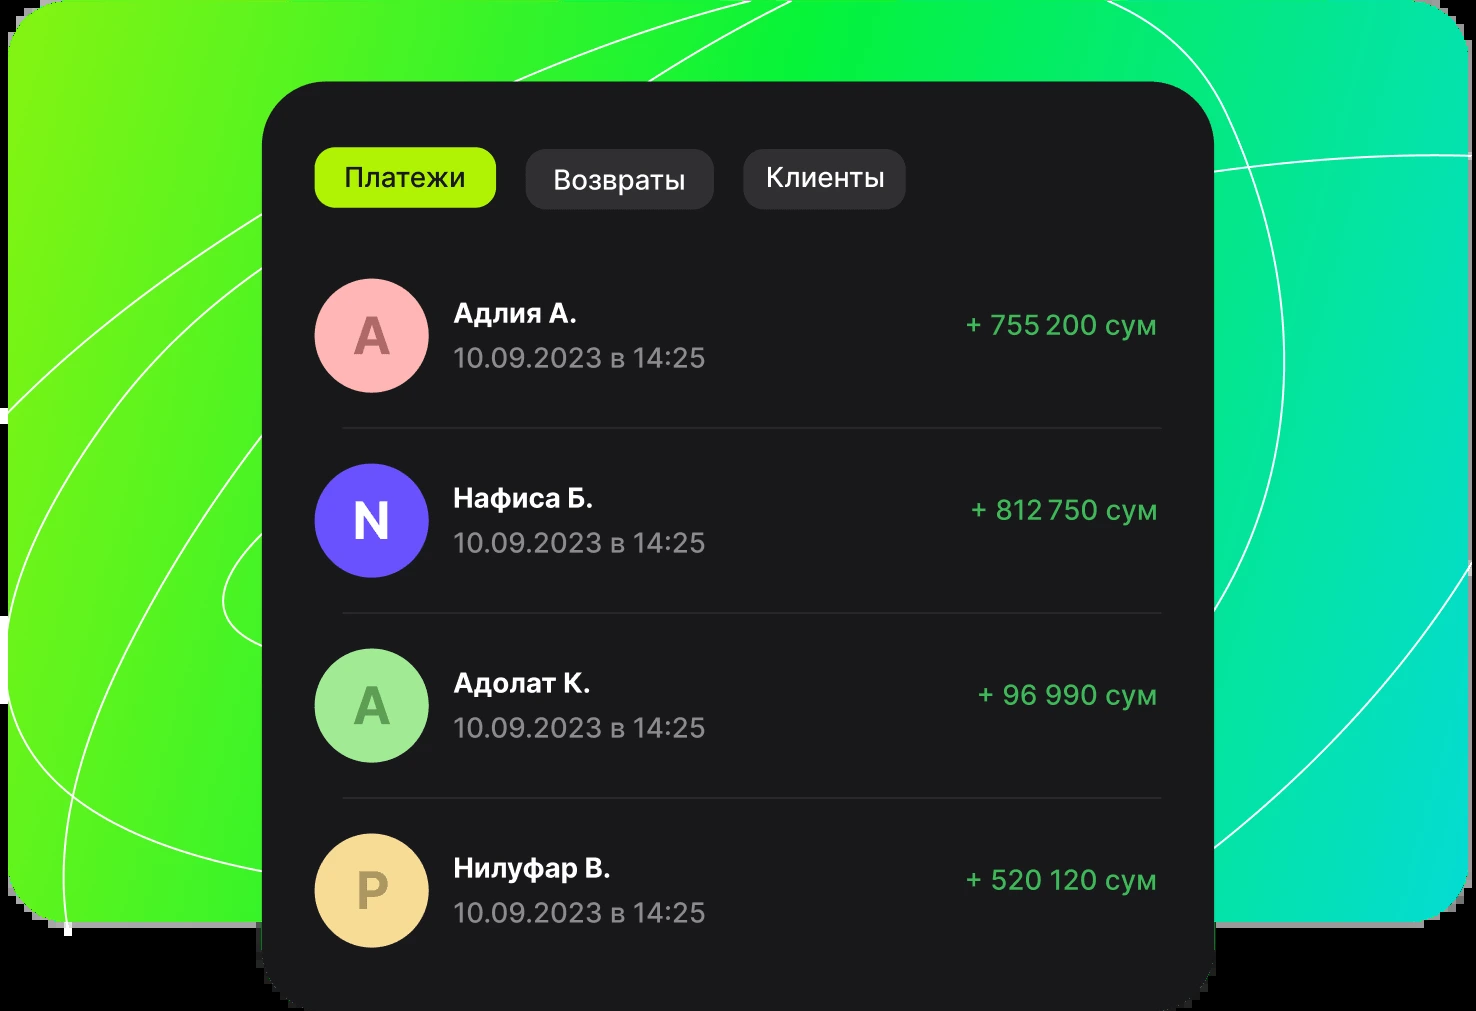 Платежи Возвраты Клиенты
A
Адлия А.
10.09.2023 в 14:25
+ 755 200 сум
N
Нафиса Б.
10.09.2023 в 14:25
+ 812 750 сум
A
Адолат К.
10.09.2023 в 14:25
+ 96 990 сум
P
Нилуфар В.
10.09.2023 в 14:25
+ 520 120 сум